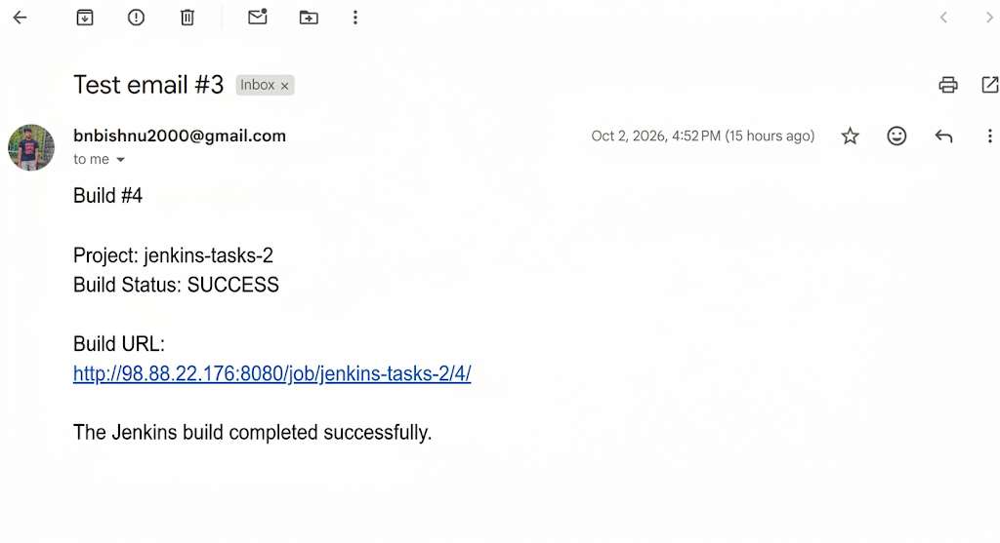 Test email #3 Inbox ×
bnbishnu2000@gmail.com Oct 2, 2026, 4:52 PM (15 hours ago)
to me
Build #4
Project: jenkins-tasks-2
Build Status: SUCCESS
Build URL:
http://98.88.22.176:8080/job/jenkins-tasks-2/4/
The Jenkins build completed successfully.